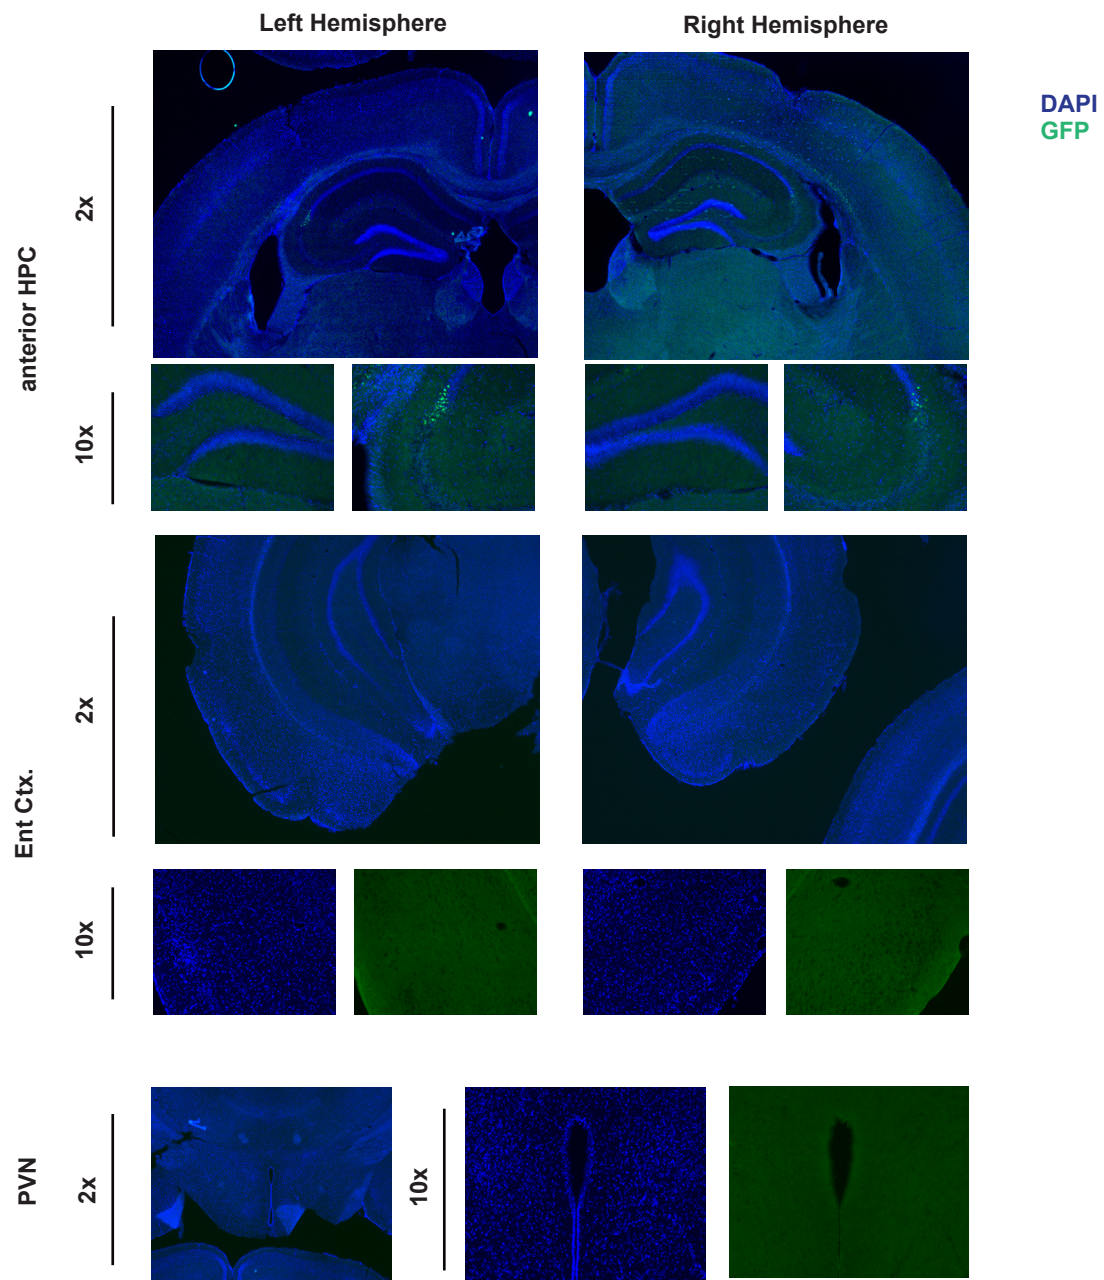 Left Hemisphere
Right Hemisphere
DAPI
GFP
anterior HPC
2x
10x
Ent Ctx.
2x
10x
PVN
2x
10x